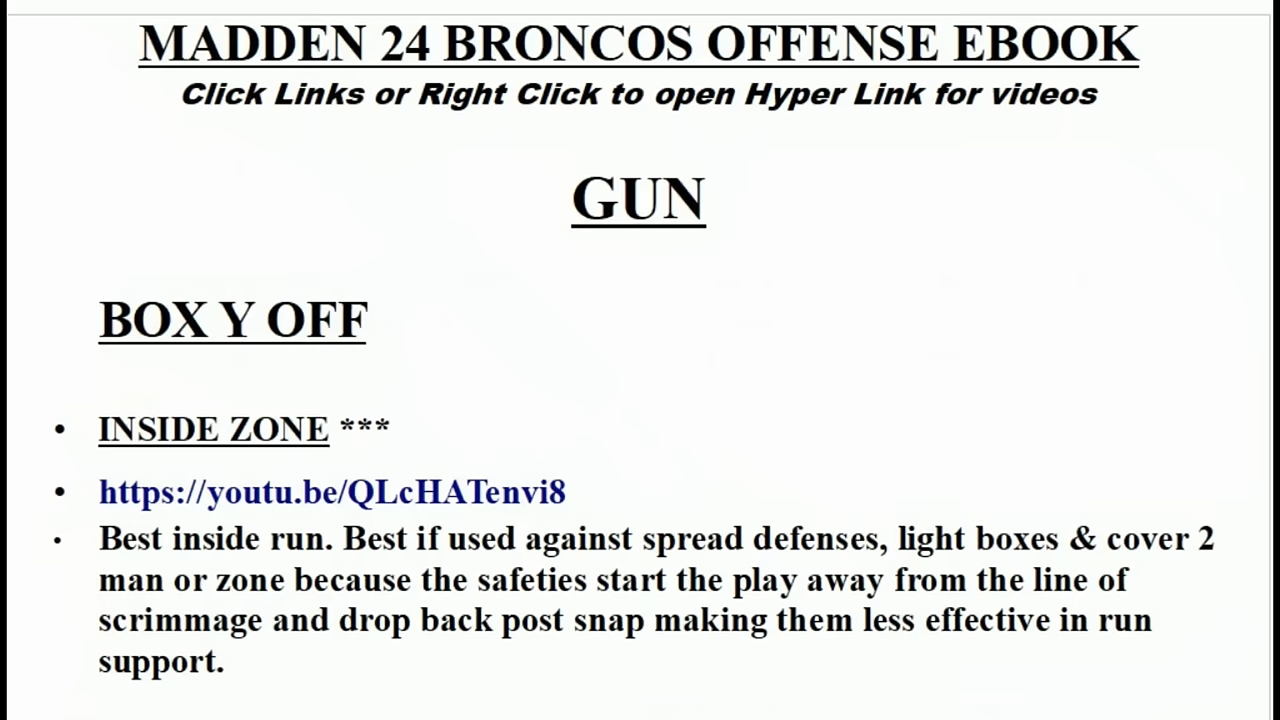 MADDEN 24 BRONCOS OFFENSE EBOOK
Click Links or Right Click to open Hyper Link for videos
GUN
BOX Y OFF
• INSIDE ZONE ***
• https://youtu.be/QLcHATenvi8
• Best inside run. Best if used against spread defenses, light boxes & cover 2
man or zone because the safeties start the play away from the line of
scrimmage and drop back post snap making them less effective in run
support.